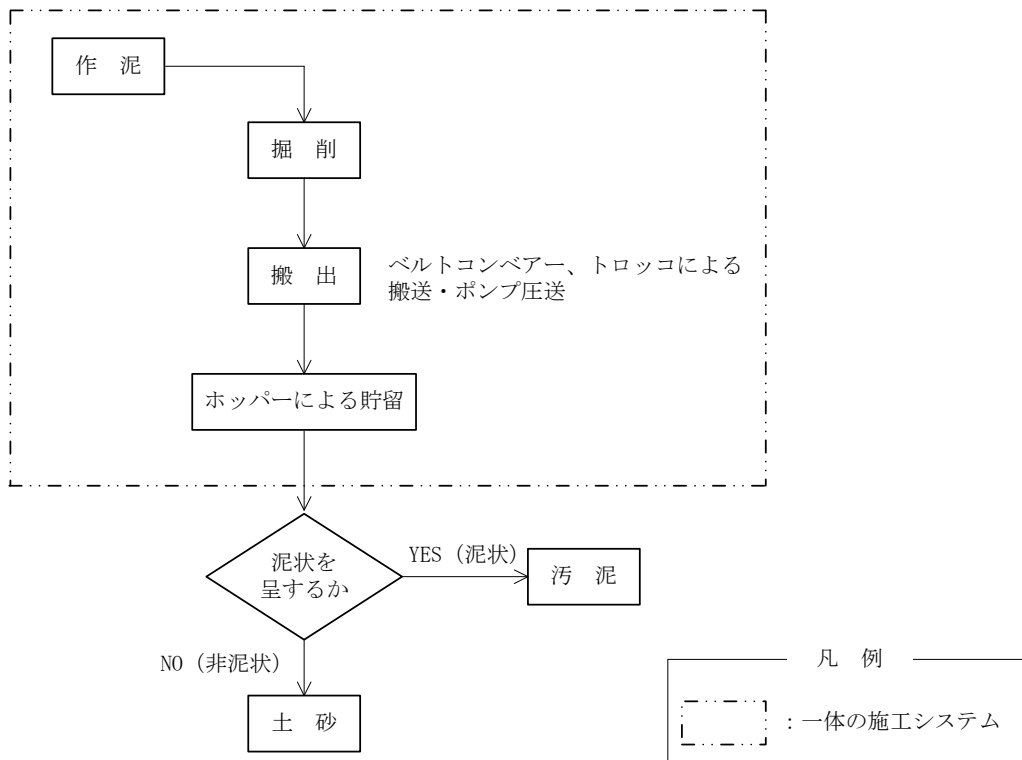 作 泥
掘 削
搬 出
ベルトコンベアー、トロッコによる
搬送・ポンプ圧送
ホッパーによる貯留
泥状を
呈するか
YES (泥状)
汚 泥
NO (非泥状)
土 砂
凡 例
：一体の施工システム